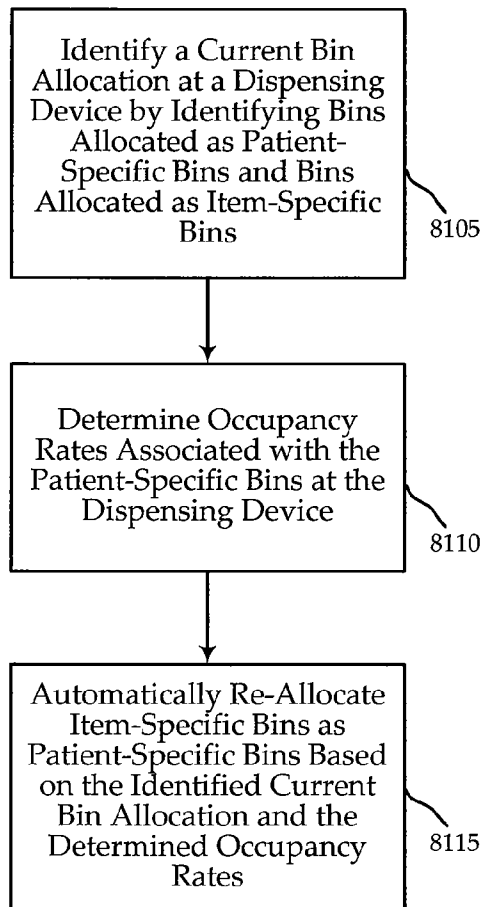 Identify a Current Bin
Allocation at a Dispensing
Device by Identifying Bins
Allocated as Patient-
Specific Bins and Bins
Allocated as Item-Specific
Bins
8105
Determine Occupancy
Rates Associated with the
Patient-Specific Bins at the
Dispensing Device
8110
Automatically Re-Allocate
Item-Specific Bins as
Patient-Specific Bins Based
on the Identified Current
Bin Allocation and the
Determined Occupancy
Rates
8115